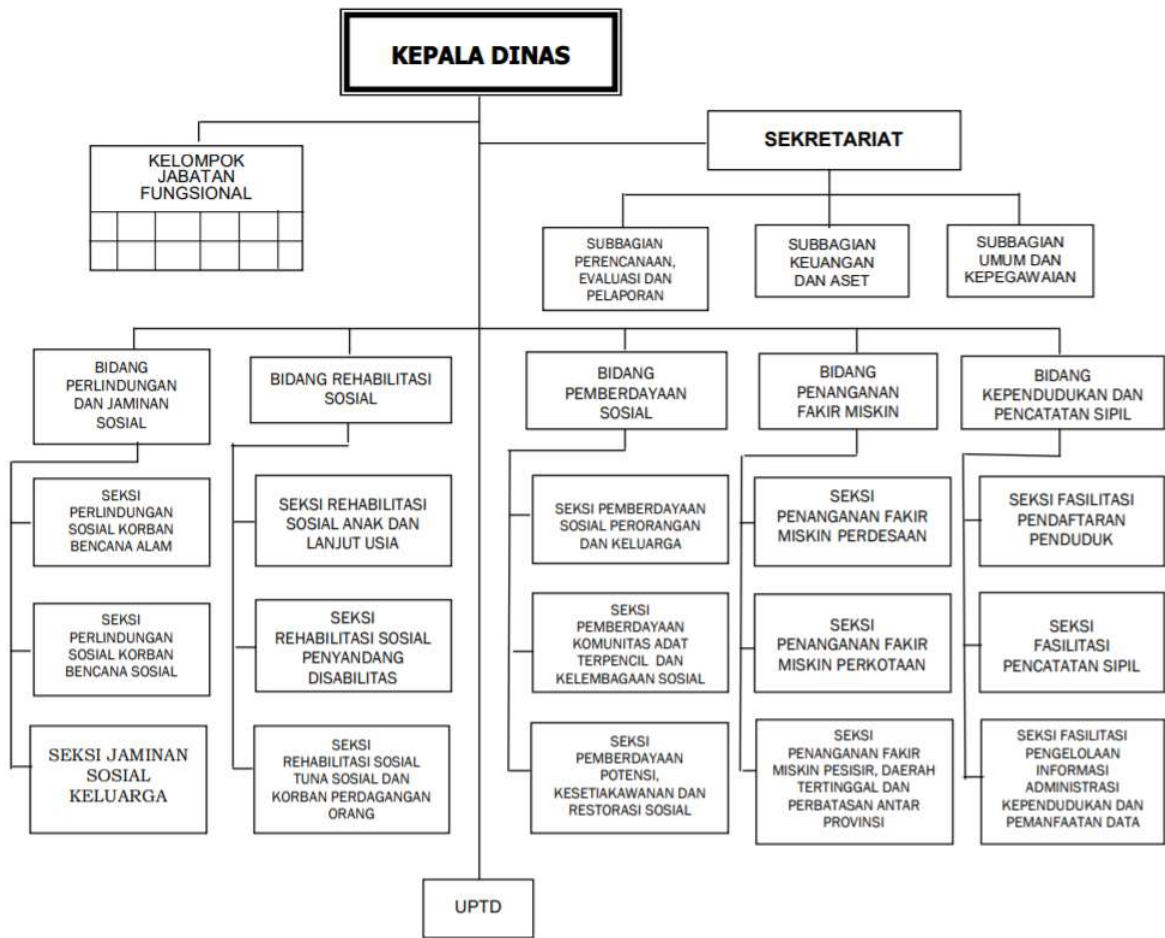 KEPALA DINAS
SEKRETARIAT
KELOMPOK
JABATAN
FUNGSIONAL
SUBBAGIAN
PERENCANAAN,
EVALUASI DAN
PELAPORAN
SUBBAGIAN
KEUANGAN
DAN ASET
SUBBAGIAN
UMUM DAN
KEPEGAWAIAN
BIDANG
PERLINDUNGAN
DAN JAMINAN
SOSIAL
BIDANG REHABILITASI
SOSIAL
BIDANG
PEMBERDAYAAN
SOSIAL
BIDANG
PENANGANAN
FAKIR MISKIN
BIDANG
KEPENDUDUKAN DAN
PENCATATAN SIPIL
SEKSI
PERLINDUNGAN
SOSIAL KORBAN
BENCANA ALAM
SEKSI REHABILITASI
SOSIAL ANAK DAN
LANJUT USIA
SEKSI PEMBERDAYAAN
SOSIAL PERORANGAN
DAN KELUARGA
SEKSI
PENANGANAN FAKIR
MISKIN PERDESAAN
SEKSI FASILITASI
PENDAFTARAN
PENDUDUK
SEKSI
PERLINDUNGAN
SOSIAL KORBAN
BENCANA SOSIAL
SEKSI
REHABILITASI SOSIAL
PENYANDANG
DISABILITAS
SEKSI
PEMBERDAYAAN
KOMUNITAS ADAT
TERPENCIL DAN
KELEMBAGAAN SOSIAL
SEKSI
PENANGANAN FAKIR
MISKIN PERKOTAAN
SEKSI
FASILITASI
PENCATATAN SIPIL
SEKSI JAMINAN
SOSIAL
KELUARGA
SEKSI
REHABILITASI SOSIAL
TUNA SOSIAL DAN
KORBAN PERDAGANGAN
ORANG
SEKSI
PEMBERDAYAAN
POTENSI,
KESETIAKAWANAN DAN
RESTORASI SOSIAL
SEKSI
PENANGANAN FAKIR
MISKIN PESISIR, DAERAH
TERTINGGAL DAN
PERBATASAN ANTAR
PROVINSI
SEKSI FASILITASI
PENGELOLAAN
INFORMASI
ADMINISTRASI
KEPENDUDUKAN DAN
PEMANFAATAN DATA
UPTD